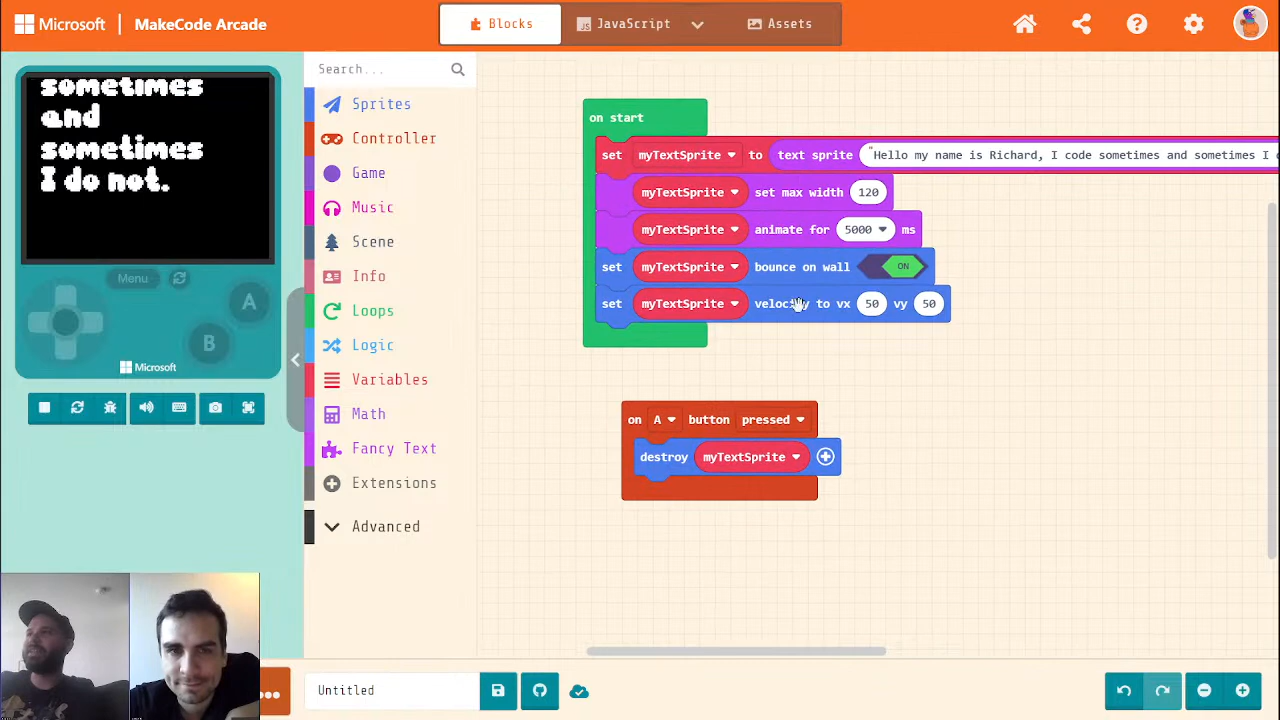 Microsoft | MakeCode Arcade
Blocks
JavaScript
Assets
sometimes
and
sometimes
I do not.
Menu
A
B
Microsoft
Search...
Sprites
Controller
Game
Music
Scene
Info
Loops
Logic
Variables
Math
Fancy Text
Extensions
Advanced
on start
set myTextSprite to text sprite "Hello my name is Richard, I code sometimes and sometimes I
myTextSprite set max width 120
myTextSprite animate for 5000 ms
set myTextSprite bounce on wall ON
set myTextSprite velocity to vx 50 vy 50
on A button pressed
destroy myTextSprite
Untitled